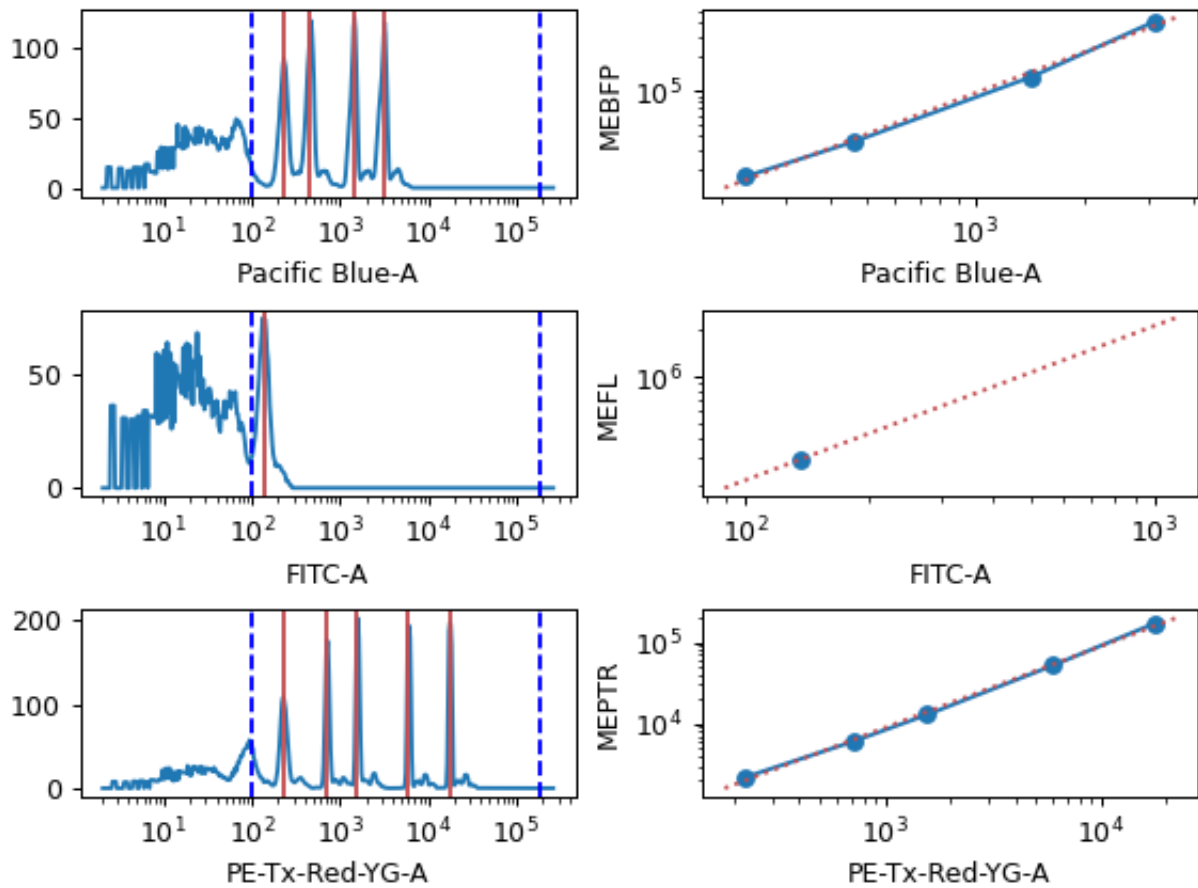 100
50
0
10^1 10^2 10^3 10^4 10^5
Pacific Blue-A
MEBFP
10^5
10^3
Pacific Blue-A
50
0
10^1 10^2 10^3 10^4 10^5
FITC-A
MEFL
10^6
10^2 10^3
FITC-A
200
100
0
10^1 10^2 10^3 10^4 10^5
PE-Tx-Red-YG-A
MEPTR
10^5
10^4
10^3 10^4
PE-Tx-Red-YG-A